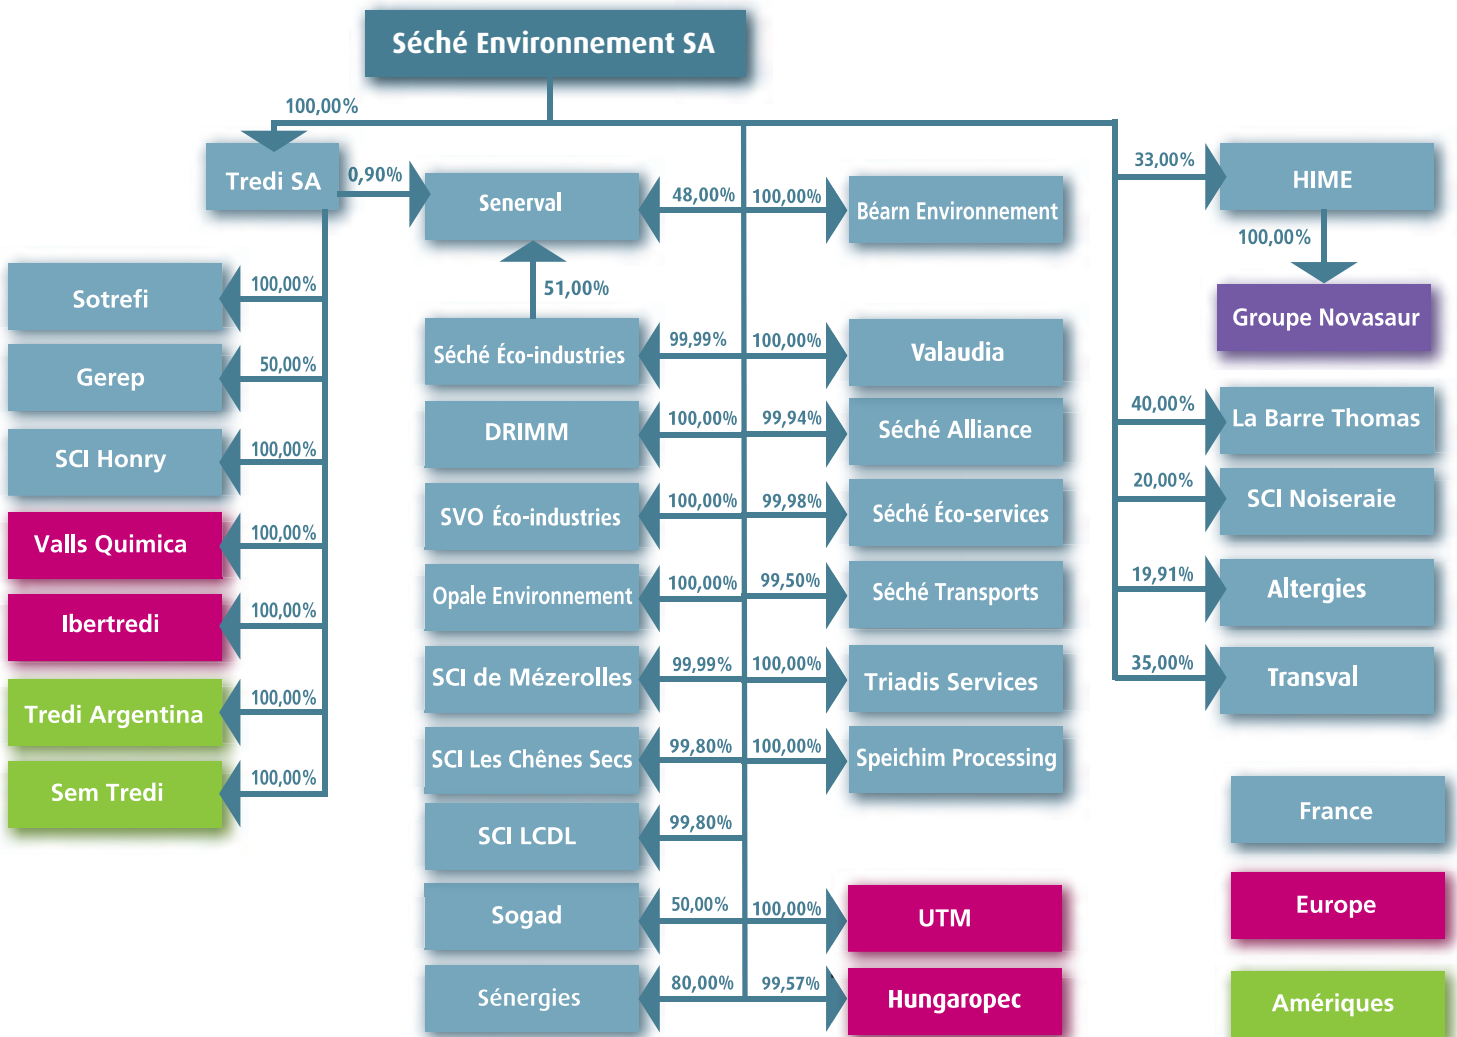 Séché Environnement SA
100,00%
Tredi SA
0,90%
Senerval
48,00%
100,00%
Béarn Environnement
33,00%
HIME
100,00%
Groupe Novasaur
51,00%
Sotrefi
100,00%
Gerep
50,00%
SCI Honry
100,00%
Valls Quimica
100,00%
Ibertredi
100,00%
Tredi Argentina
100,00%
Sem Tredi
100,00%
Séché Éco-industries
99,99%
100,00%
Valaudia
DRIMM
100,00%
99,94%
Séché Alliance
SVO Éco-industries
100,00%
99,98%
Séché Éco-services
Opale Environnement
100,00%
99,50%
Séché Transports
SCI de Mézerolles
99,99%
100,00%
Triadis Services
SCI Les Chênes Secs
99,80%
100,00%
Speichim Processing
SCI LCDL
99,80%
Sogad
50,00%
100,00%
UTM
Sénergies
80,00%
99,57%
Hungaropec
40,00%
La Barre Thomas
20,00%
SCI Noiseraie
19,91%
Altergies
35,00%
Transval
France
Europe
Amériques